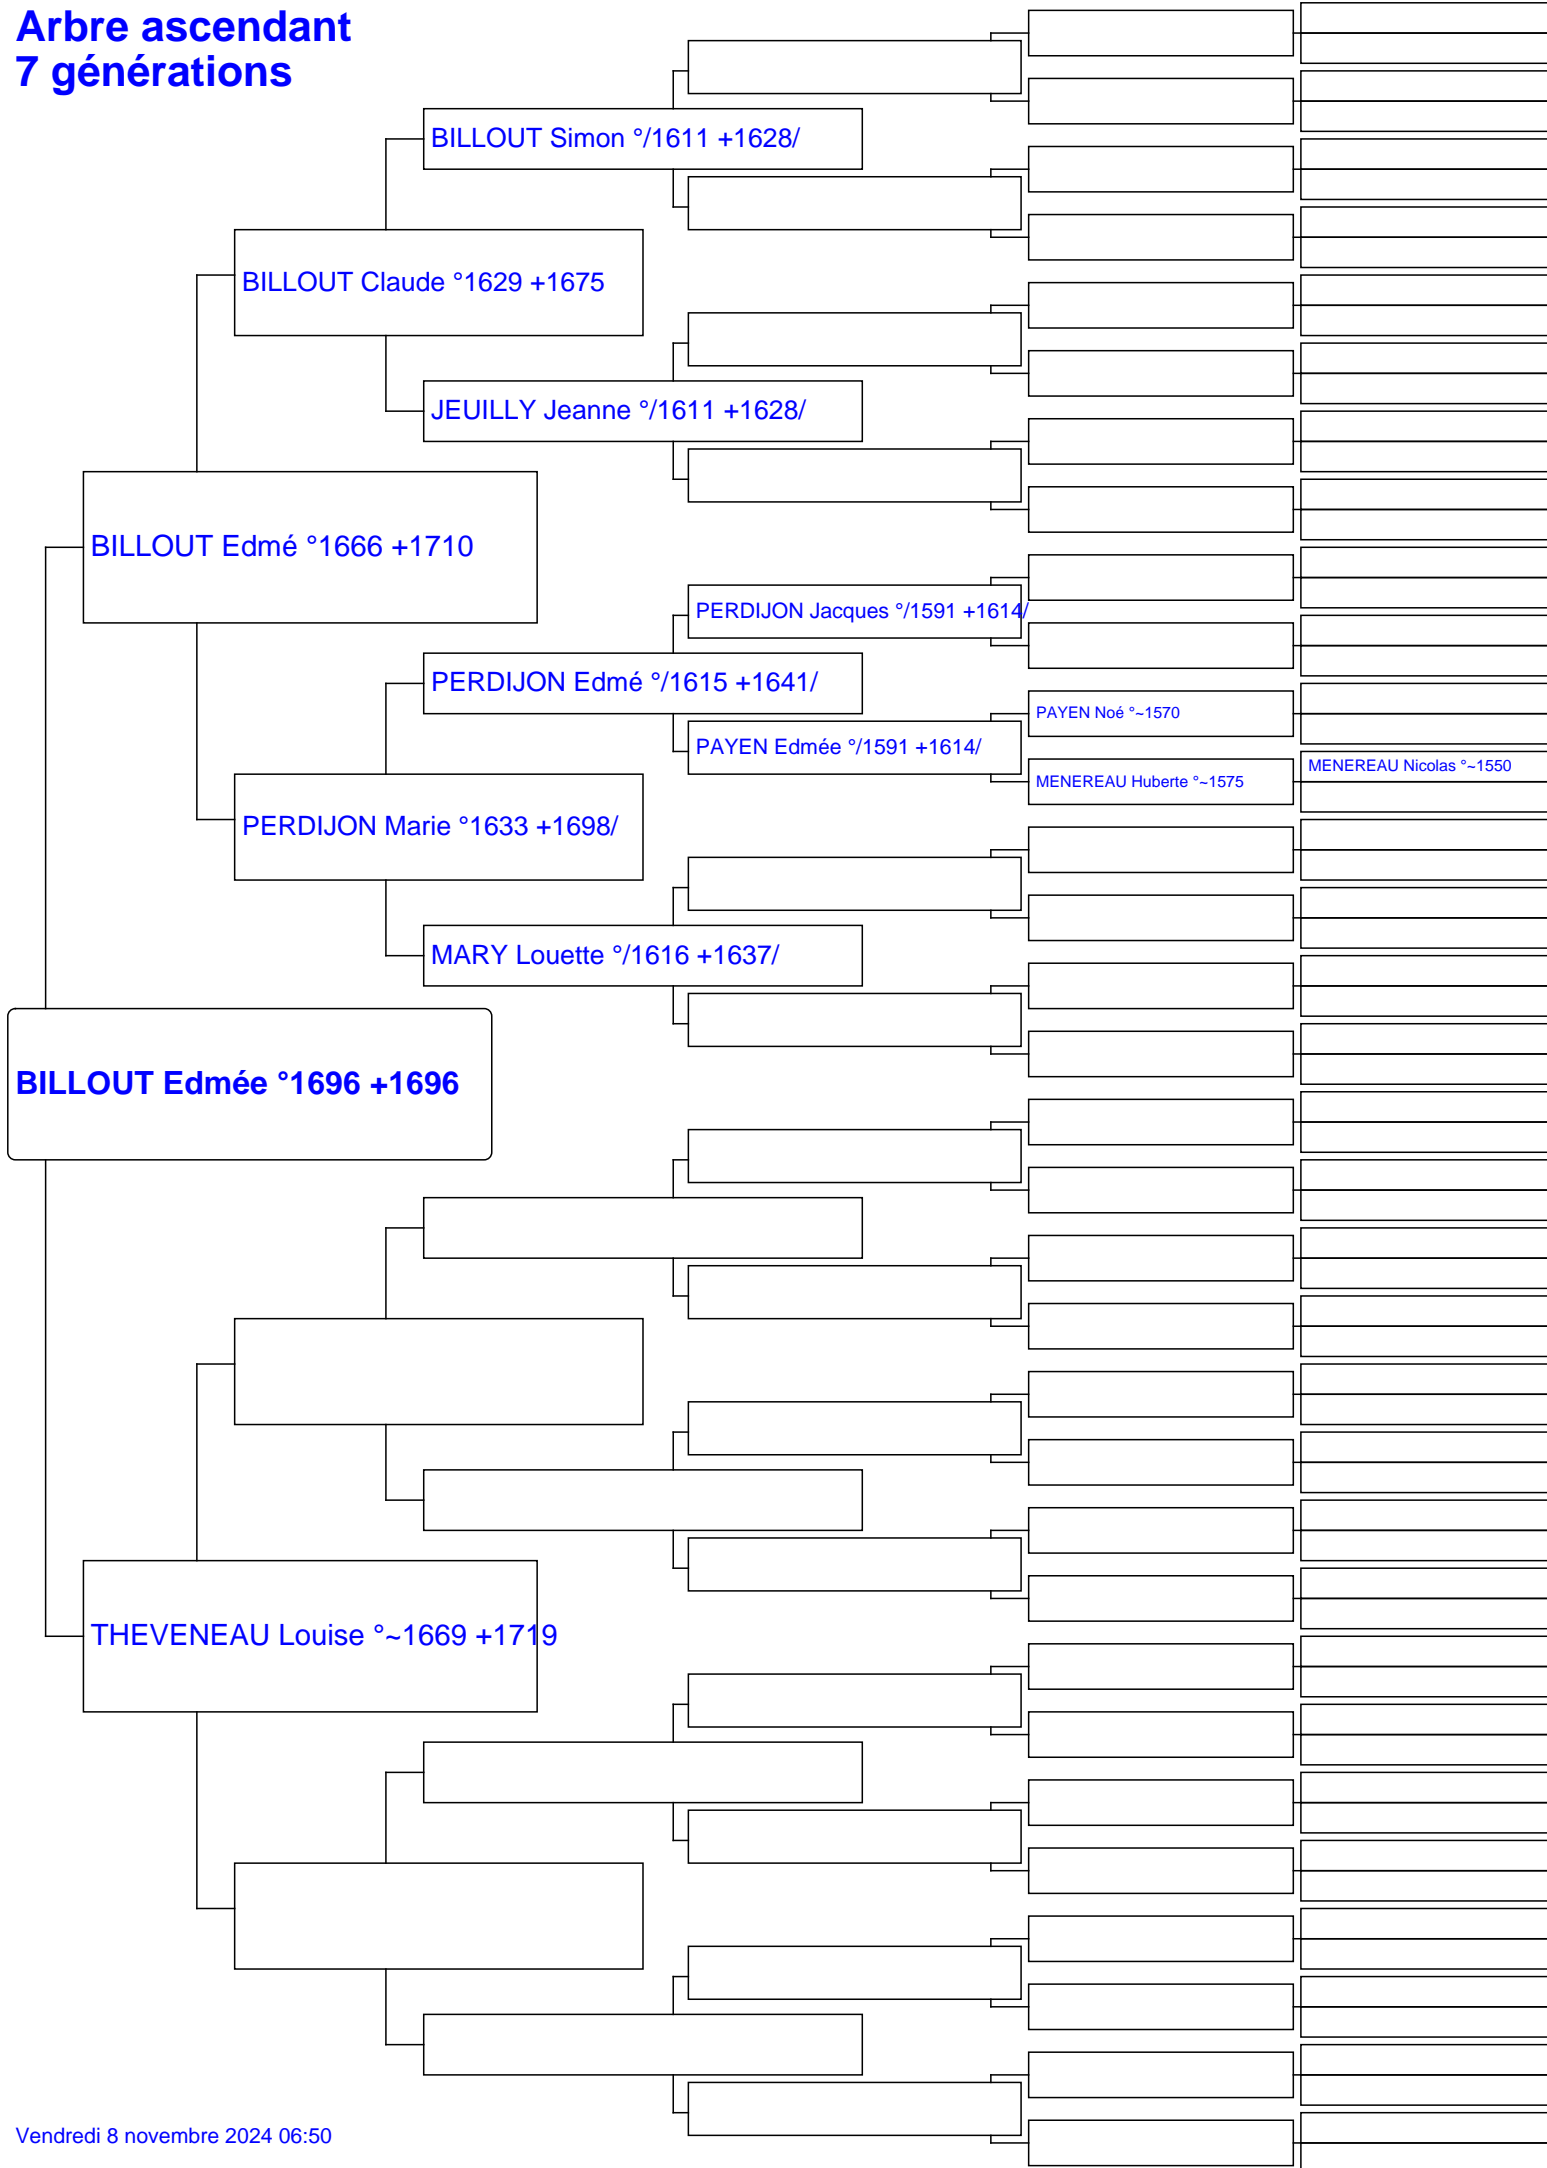 Arbre ascendant
7 générations
BILLOUT Simon °/1611 +1628/
BILLOUT Claude °1629 +1675
JEUILLY Jeanne °/1611 +1628/
BILLOUT Edmé °1666 +1710
PERDIJON Jacques °/1591 +1614/
PERDIJON Edmé °/1615 +1641/
PAYEN Noé °~1570
PAYEN Edmée °/1591 +1614/
MENEREAU Nicolas °~1550
MENEREAU Huberte °~1575
PERDIJON Marie °1633 +1698/
MARY Louette °/1616 +1637/
BILLOUT Edmée °1696 +1696
THEVENEAU Louise °~1669 +1719
Vendredi 8 novembre 2024 06:50